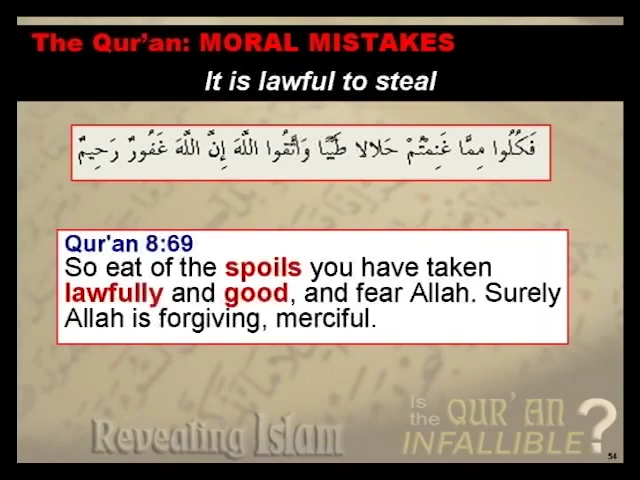 The Qur'an: MORAL MISTAKES
It is lawful to steal
فَكُلُوا مِمَّا غَنِمْتُمْ حَلالا طَيِّبًا وَاتَّقُوا اللَّهَ إِنَّ اللَّهَ غَفُورٌ رَحِيمٌ
Qur'an 8:69
So eat of the spoils you have taken
lawfully and good, and fear Allah. Surely
Allah is forgiving, merciful.
Revealing Islam
Is
the QUR'AN
INFALLIBLE?
54